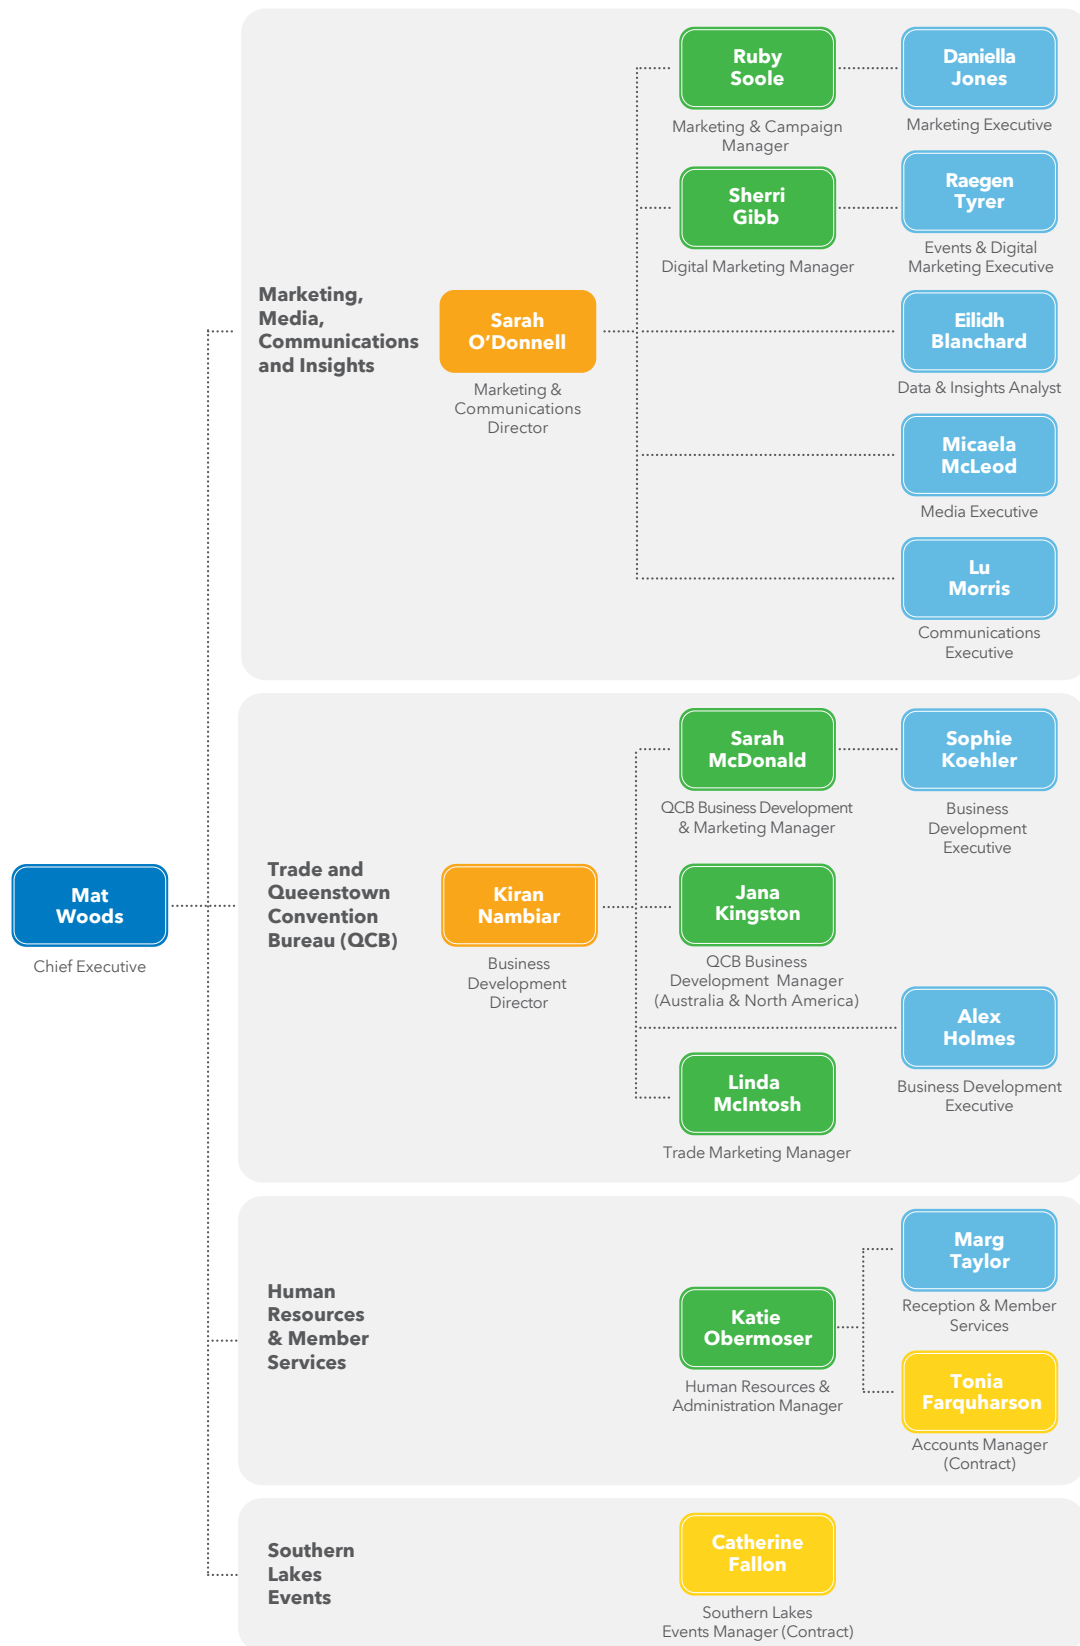 Ruby
Soole
Marketing & Campaign
Manager
Daniella
Jones
Marketing Executive
Sherri
Gibb
Digital Marketing Manager
Raegen
Tyrer
Events & Digital
Marketing Executive
Marketing,
Media,
Communications
and Insights
Sarah
O’Donnell
Marketing &
Communications
Director
Eilidh
Blanchard
Data & Insights Analyst
Micaela
McLeod
Media Executive
Lu
Morris
Communications
Executive
Mat
Woods
Chief Executive
Trade and
Queenstown
Convention
Bureau (QCB)
Kiran
Nambiar
Business
Development
Director
Sarah
McDonald
QCB Business Development
& Marketing Manager
Sophie
Koehler
Business
Development
Executive
Jana
Kingston
QCB Business
Development Manager
(Australia & North America)
Alex
Holmes
Business Development
Executive
Linda
McIntosh
Trade Marketing Manager
Human
Resources
& Member
Services
Katie
Obermoser
Human Resources &
Administration Manager
Marg
Taylor
Reception & Member
Services
Tonia
Farquharson
Accounts Manager
(Contract)
Southern
Lakes
Events
Catherine
Fallon
Southern Lakes
Events Manager (Contract)